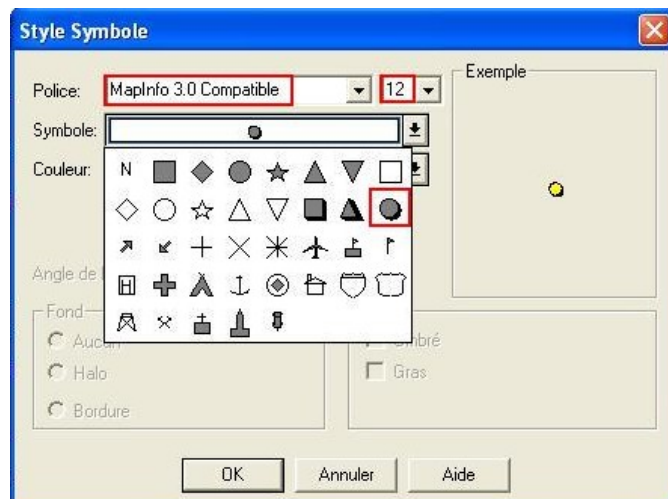 Style Symbole
Exemple
Police: MapInfo 3.0 Compatible 12
Symbole:
Couleur:
N
H
Angle de
Fond
Aucun
Halo
Gras
Bordure
OK Annuler Aide